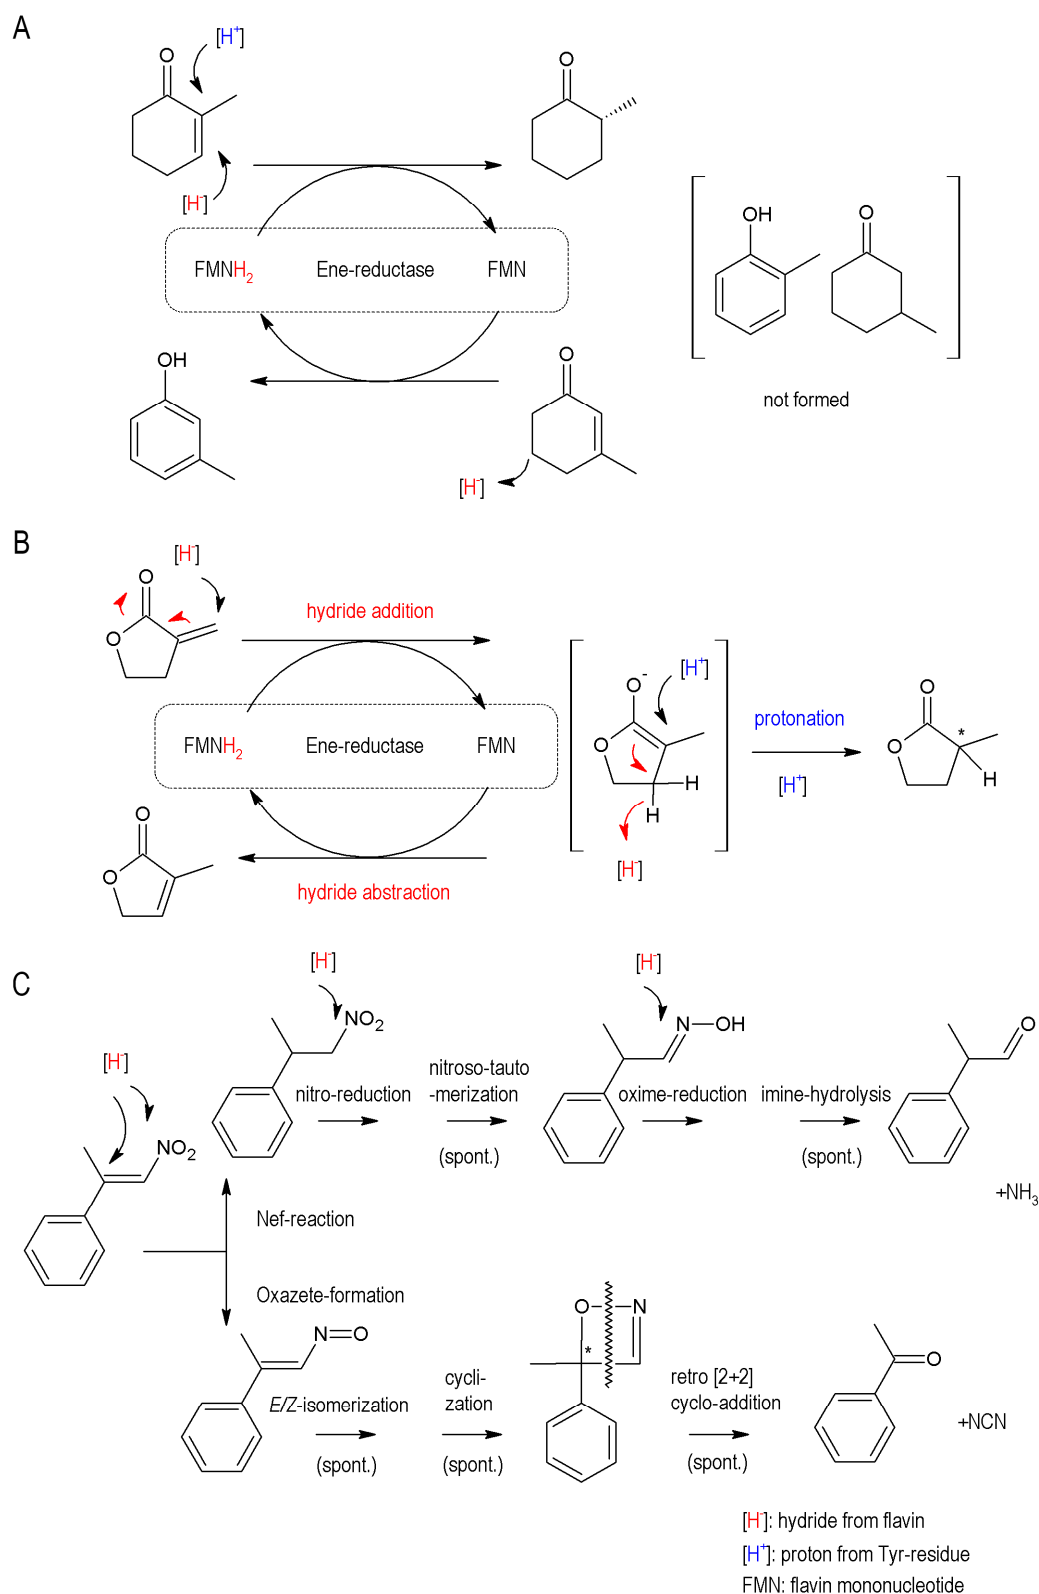 A
[H⁺]
O
O
[H⁻]
FMNH₂ Ene-reductase FMN
OH
O
OH
O
not formed
[H⁻]
B
[H⁻]
O
O
hydride addition
O⁻
[H⁺]
O
H
H
[H⁻]
protonation
[H⁺]
O
O
*
H
FMNH₂ Ene-reductase FMN
O
O
hydride abstraction
C
[H⁻]
[H⁻]
[H⁻]
NO₂
NO₂
nitro-reduction
nitroso-tauto
-merization
(spont.)
N OH
oxime-reduction
imine-hydrolysis
(spont.)
O
+NH₃
Nef-reaction
Oxazete-formation
N O
E/Z-isomerization
(spont.)
cycli-
zation
(spont.)
O N
*
retro [2+2]
cyclo-addition
(spont.)
O
+NCN
[H⁻]: hydride from flavin
[H⁺]: proton from Tyr-residue
FMN: flavin mononucleotide